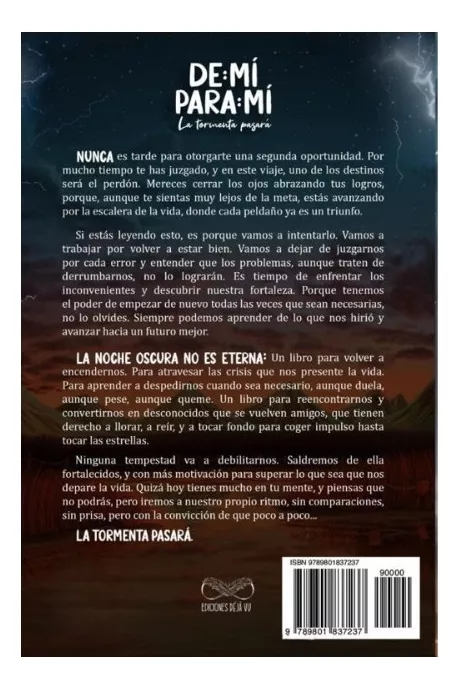 DE:MÍ
PARA:MÍ
La tormenta pasará
NUNCA es tarde para otorgarte una segunda oportunidad. Por
mucho tiempo te has juzgado, y en este viaje, uno de los destinos
será el perdón. Mereces cerrar los ojos abrazando tus logros,
porque, aunque te sientas muy lejos de la meta, estás avanzando
por la escalera de la vida, donde cada peldaño ya es un triunfo.
Si estás leyendo esto, es porque vamos a intentarlo. Vamos a
trabajar por volver a estar bien. Vamos a dejar de juzgarnos
por cada error y entender que los problemas, aunque traten de
derrumbarnos, no lo lograrán. Es tiempo de enfrentar los
inconvenientes y descubrir nuestra fortaleza. Porque tenemos
el poder de empezar de nuevo todas las veces que sean necesarias,
no lo olvides. Siempre podemos aprender de lo que nos hirió y
avanzar hacia un futuro mejor.
LA NOCHE OSCURA NO ES ETERNA: Un libro para volver a
encendernos. Para atravesar las crisis que nos presente la vida.
Para aprender a despedirnos cuando sea necesario, aunque duela,
aunque pese, aunque queme. Un libro para reencontrarnos y
convertirnos en desconocidos que se vuelven amigos, que tienen
derecho a llorar, a reír, y a tocar fondo para coger impulso hasta
tocar las estrellas.
Ninguna tempestad va a debilitarnos. Saldremos de ella
fortalecidos, y con más motivación para superar lo que sea que nos
depare la vida. Quizá hoy tienes mucho en tu mente, y piensas que
no podrás, pero iremos a nuestro propio ritmo, sin comparaciones,
sin prisa, pero con la convicción de que poco a poco...
LA TORMENTA PASARÁ.
EDICIONES DÉJÀ VU
ISBN 9789801837237
90000
9 789801 837237